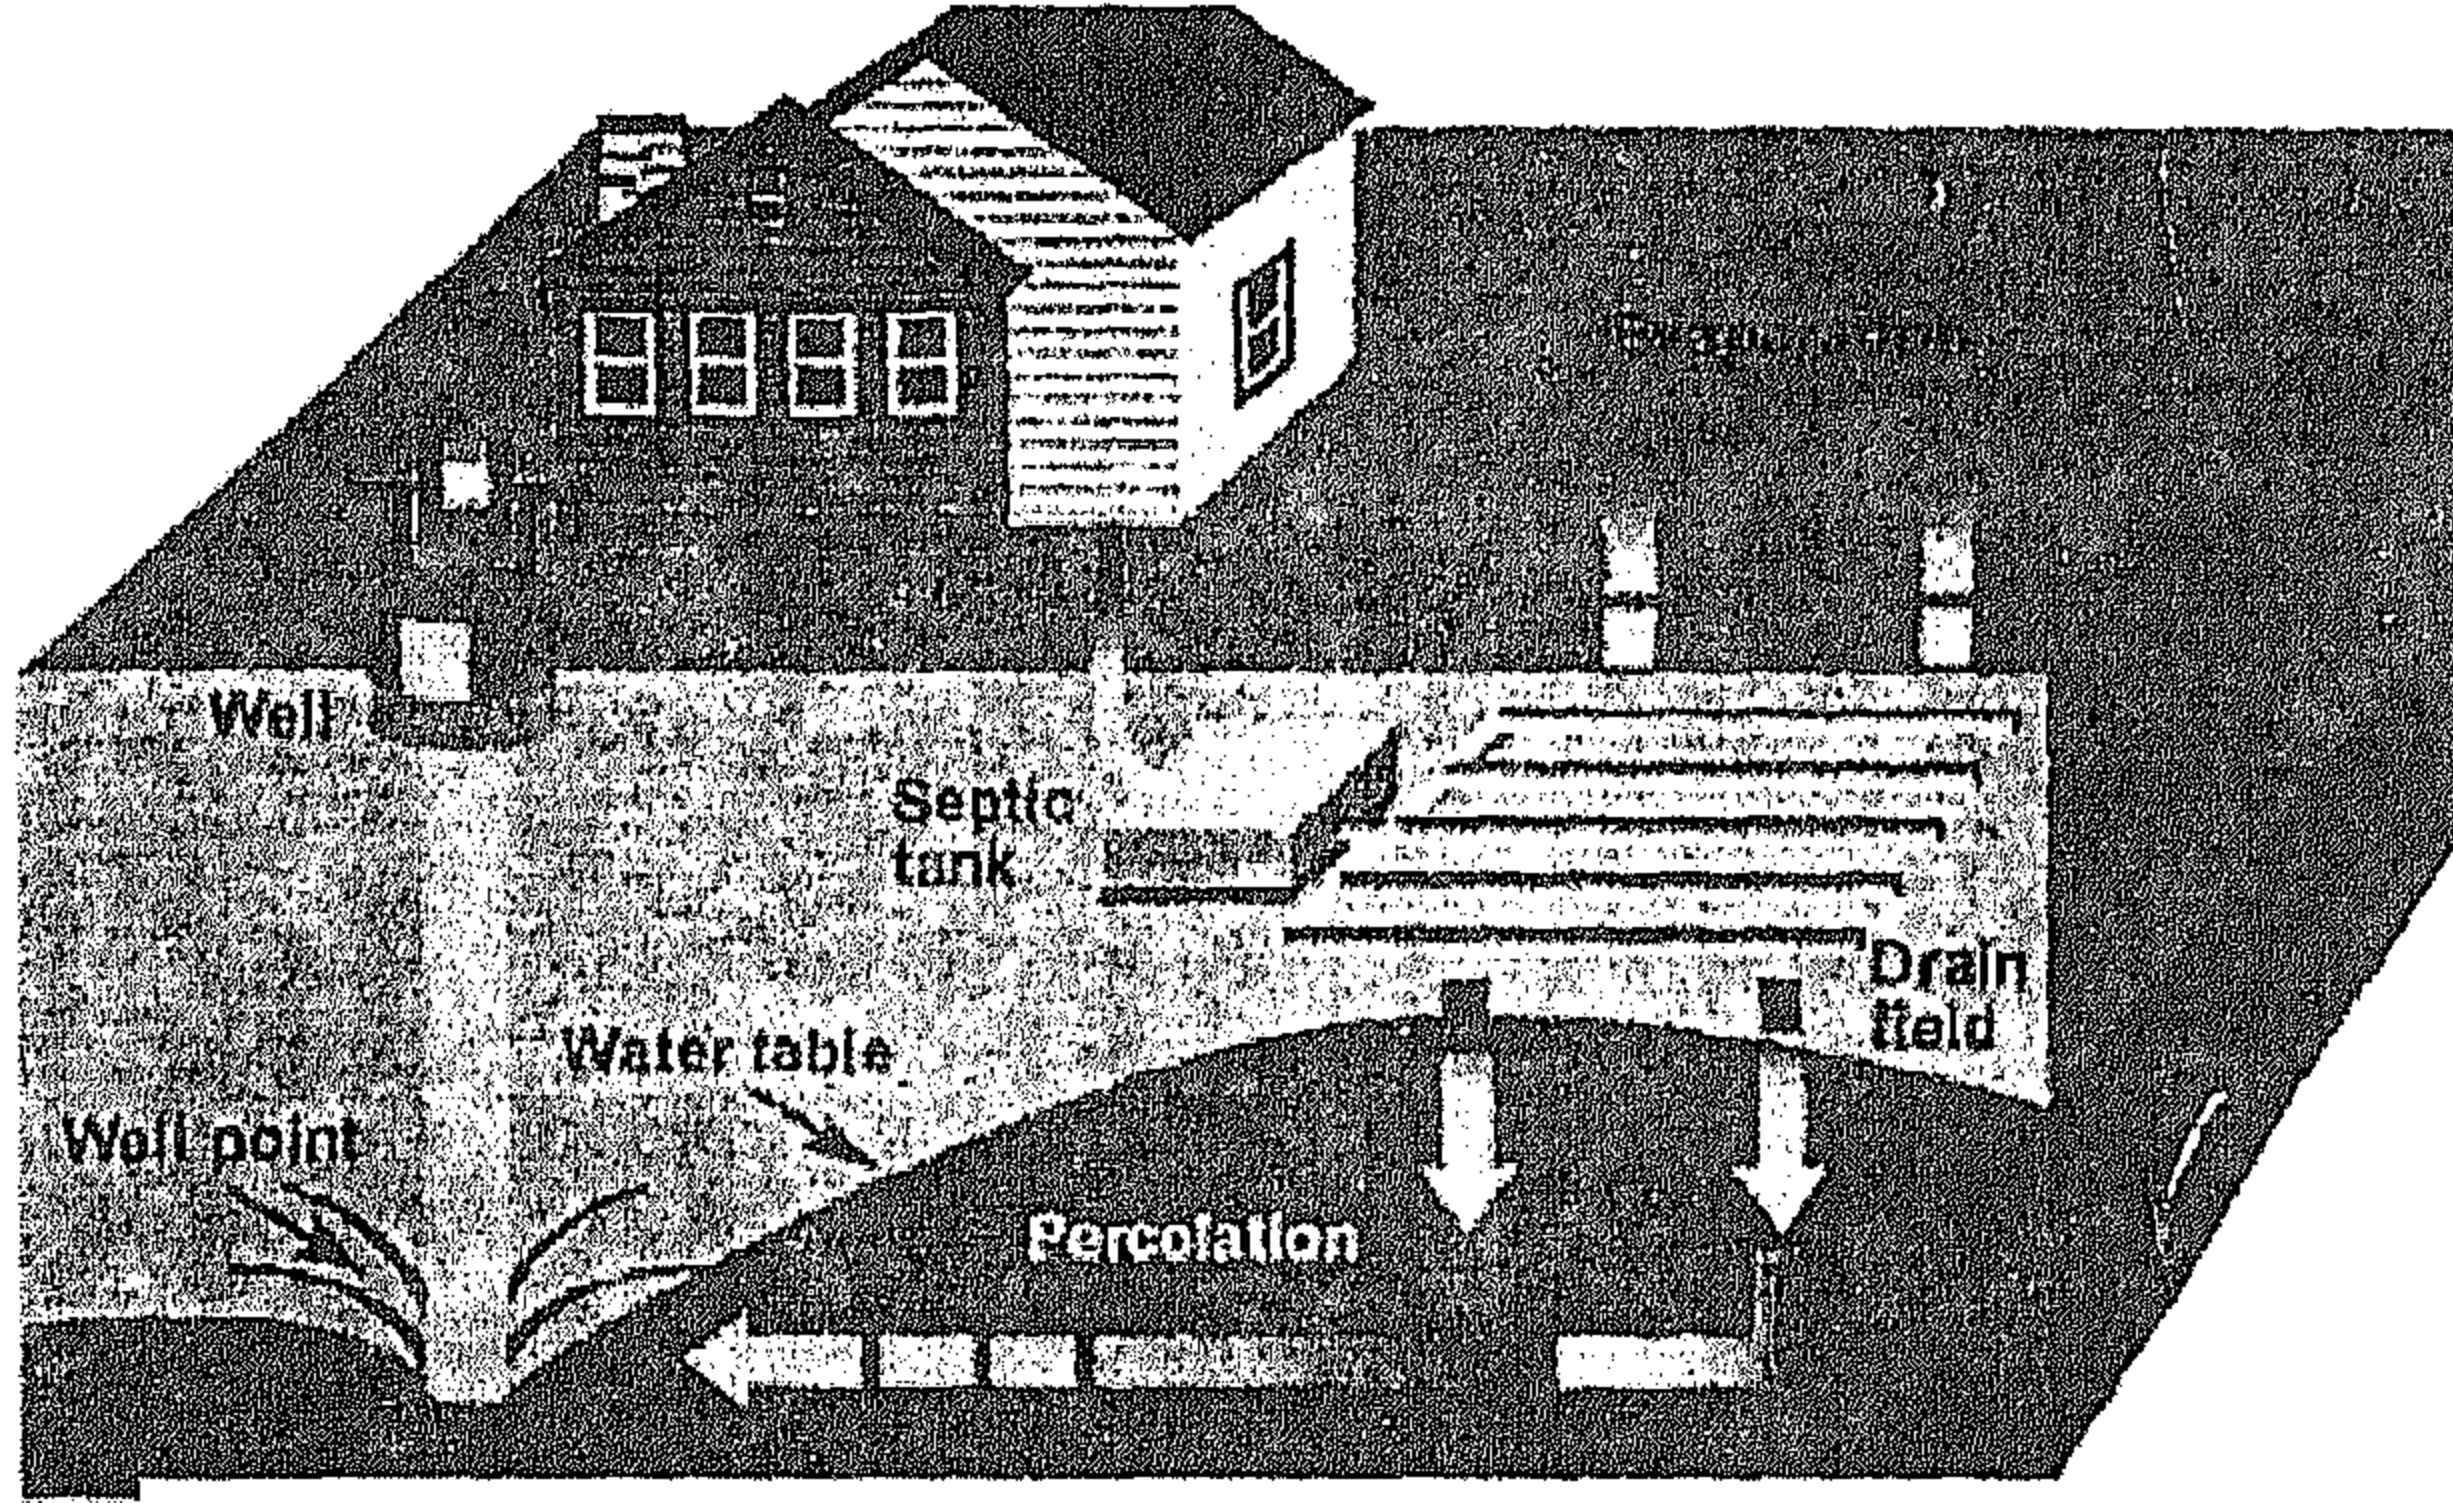 Well
Septic
tank
Drain
field
Water table
Well point
Percolation